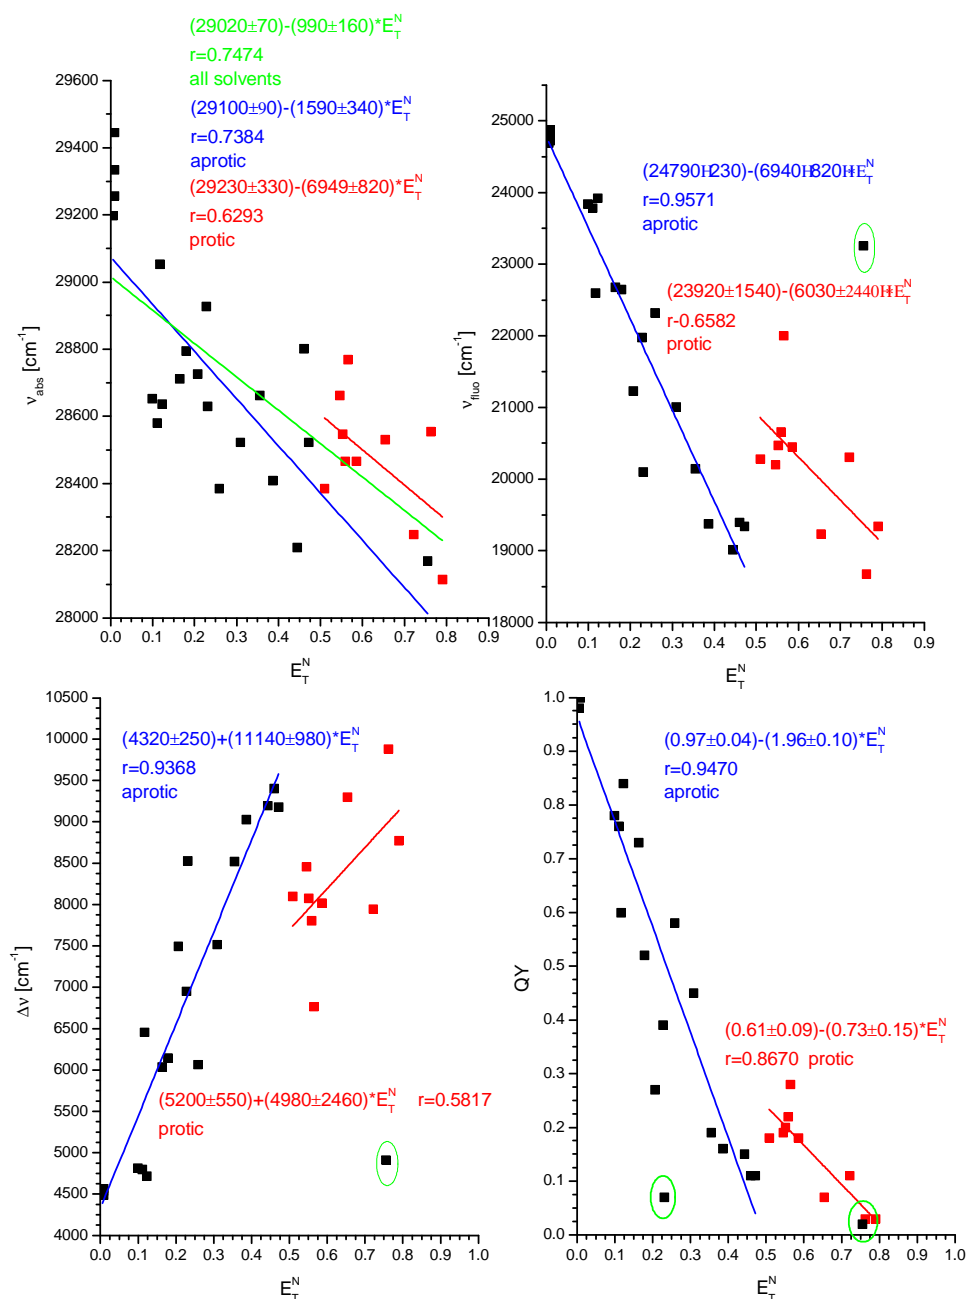 (29020±70)-(990±160)*E_T^N
r=0.7474
all solvents
(29100±90)-(1590±340)*E_T^N
r=0.7384
aprotic
(29230±330)-(6949±820)*E_T^N
r=0.6293
protic
29600
29400
29200
29000
28800
28600
28400
28200
28000
ν_abs [cm^-1]
0.0 0.1 0.2 0.3 0.4 0.5 0.6 0.7 0.8 0.9
E_T^N
(24790Ħ230)-(6940Ħ820)ĦE_T^N
r=0.9571
aprotic
(23920±1540)-(6030±2440)ĦE_T^N
r-0.6582
protic
25000
24000
23000
22000
21000
20000
19000
18000
ν_fluo [cm^-1]
0.0 0.1 0.2 0.3 0.4 0.5 0.6 0.7 0.8 0.9
E_T^N
(4320±250)+(11140±980)*E_T^N
r=0.9368
aprotic
(5200±550)+(4980±2460)*E_T^N r=0.5817
protic
10500
10000
9500
9000
8500
8000
7500
7000
6500
6000
5500
5000
4500
4000
Δν [cm^-1]
0.0 0.1 0.2 0.3 0.4 0.5 0.6 0.7 0.8 0.9 1.0
E_T^N
(0.97±0.04)-(1.96±0.10)*E_T^N
r=0.9470
aprotic
(0.61±0.09)-(0.73±0.15)*E_T^N
r=0.8670 protic
1.0
0.9
0.8
0.7
0.6
0.5
0.4
0.3
0.2
0.1
0.0
QY
0.0 0.1 0.2 0.3 0.4 0.5 0.6 0.7 0.8 0.9 1.0
E_T^N